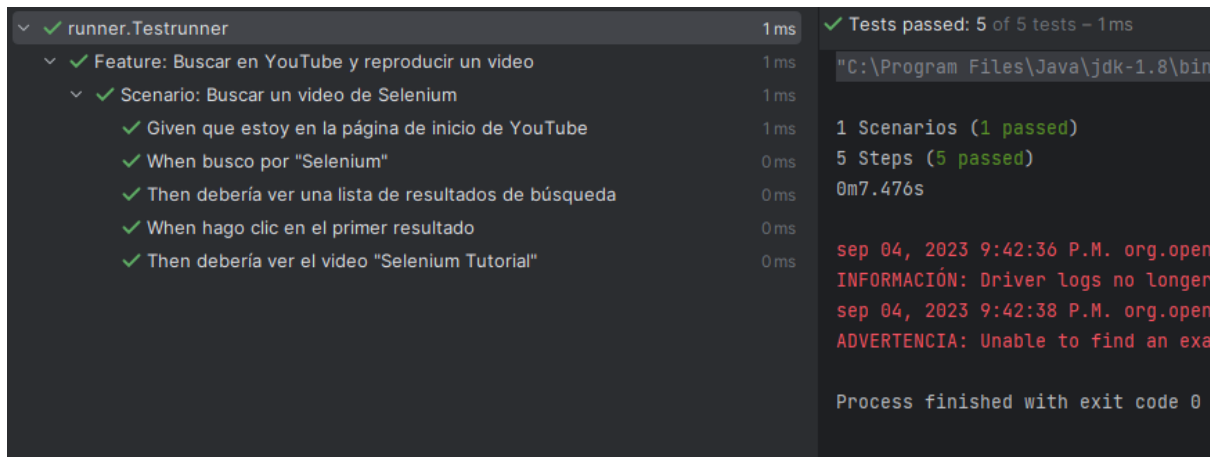 runner.Testrunner 1 ms
Feature: Buscar en YouTube y reproducir un video 1 ms
Scenario: Buscar un video de Selenium 1 ms
Given que estoy en la página de inicio de YouTube 1 ms
When busco por "Selenium" 0 ms
Then debería ver una lista de resultados de búsqueda 0 ms
When hago clic en el primer resultado 0 ms
Then debería ver el video "Selenium Tutorial" 0 ms
Tests passed: 5 of 5 tests – 1 ms
"C:\Program Files\Java\jdk-1.8\bin
1 Scenarios (1 passed)
5 Steps (5 passed)
0m7.476s
sep 04, 2023 9:42:36 P.M. org.open
INFORMACIÓN: Driver logs no longer
sep 04, 2023 9:42:38 P.M. org.open
ADVERTENCIA: Unable to find an exa
Process finished with exit code 0